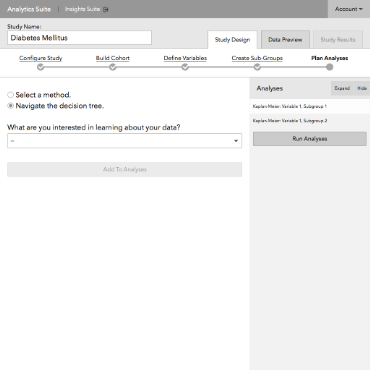 Analytics Suite | Insights Suite Account
Study Name:
Diabetes Mellitus
Study Design Data Preview Study Results
Configure Study Build Cohort Define Variables Create Sub-Groups Plan Analyses
Select a method.
Navigate the decision tree.
What are you interested in learning about your data?
--
Add To Analyses
Analyses Expand Hide
Kaplan-Meier: Variable 1, Subgroup 1
Kaplan-Meier: Variable 1, Subgroup 2
Run Analyses